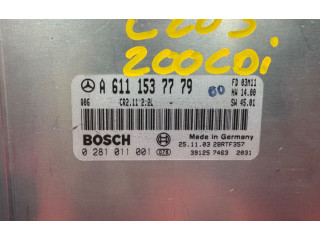 C203
200CDi
A 611 153 77 79
60
FD 03M11
HW 14.00
SW 45.01
A06 CR2.11 2:2L -
BOSCH
Made in Germany
0 281 011 001
25.11.03 28RTF357
39125 7463 2031